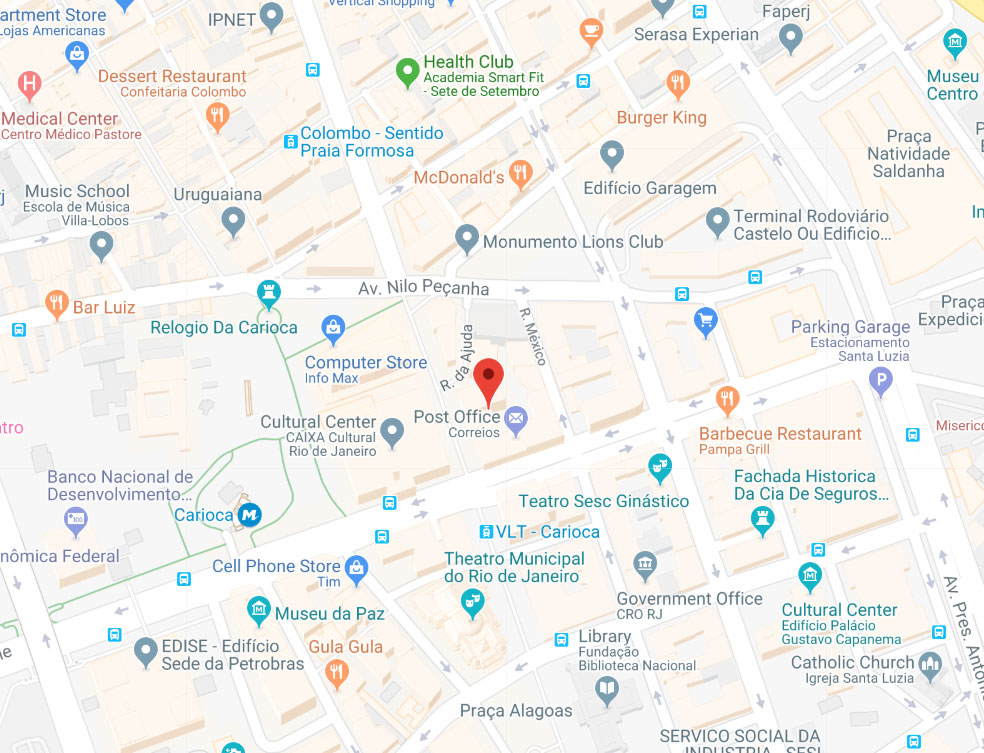 artment Store
Lojas Americanas
IPNET
Vertical Shopping
Faperj
Serasa Experian
Museu
Centro
Health Club
Academia Smart Fit
- Sete de Setembro
Dessert Restaurant
Confeitaria Colombo
H
Medical Center
Centro Médico Pastore
Burger King
Colombo - Sentido
Praia Formosa
Praça
Natividade
Saldanha
McDonald's
Edifício Garagem
Music School
Escola de Música
Villa-Lobos
Uruguaiana
Terminal Rodoviário
Castelo Ou Edificio...
Monumento Lions Club
Av. Nilo Peçanha
Bar Luiz
Relogio Da Carioca
R. da Ajuda
R. México
Praça
Expedici
Parking Garage
Estacionamento
Santa Luzia
P
Computer Store
Info Max
Cultural Center
CAIXA Cultural
Rio de Janeiro
Post Office
Correios
Barbecue Restaurant
Pampa Grill
Misericó
ntro
Banco Nacional de
Desenvolvimento...
Teatro Sesc Ginástico
Fachada Historica
Da Cia De Seguros...
Carioca
M
VLT - Carioca
nômica Federal
Cell Phone Store
Tim
Theatro Municipal
do Rio de Janeiro
Government Office
CRO RJ
Cultural Center
Edifício Palácio
Gustavo Capanema
Av. Pres. Antôni
Museu da Paz
EDISE - Edifício
Sede da Petrobras
Gula Gula
Library
Fundação
Biblioteca Nacional
Catholic Church
Igreja Santa Luzia
Praça Alagoas
SERVIÇO SOCIAL DA
INDUSTRIA - SESI